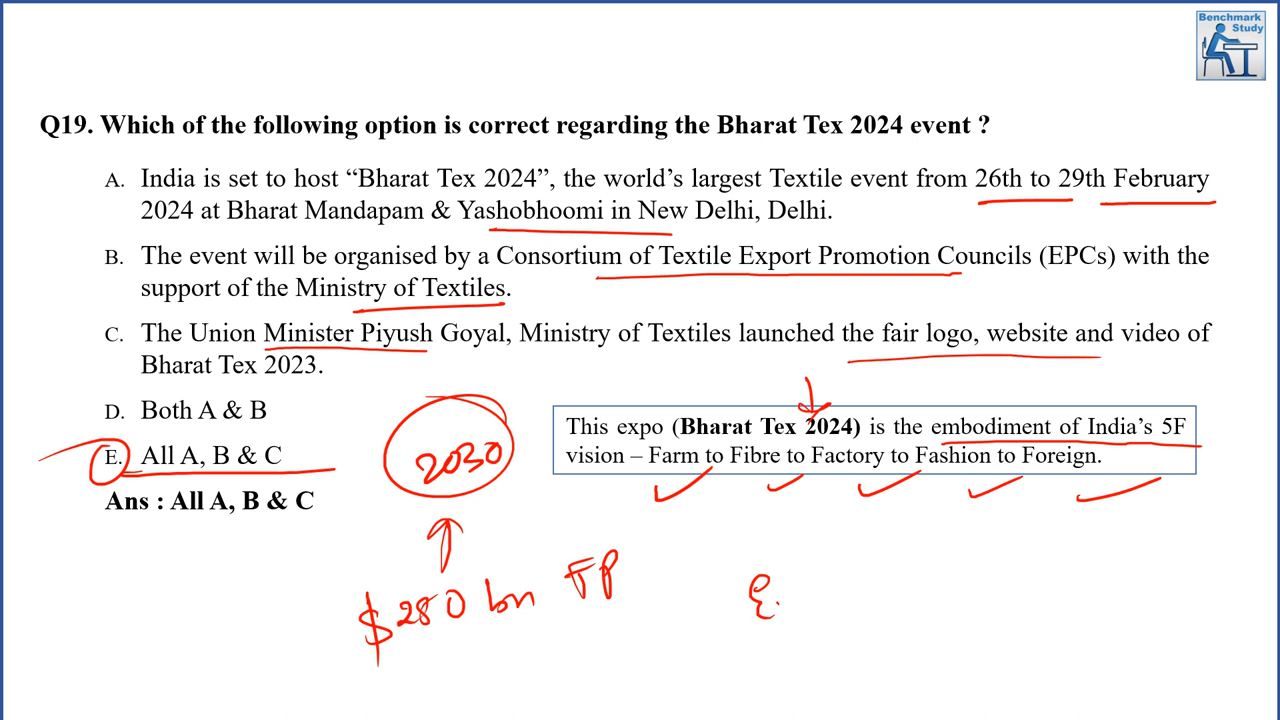 Benchmark
Study
Q19. Which of the following option is correct regarding the Bharat Tex 2024 event ?
A. India is set to host “Bharat Tex 2024”, the world’s largest Textile event from 26th to 29th February
2024 at Bharat Mandapam & Yashobhoomi in New Delhi, Delhi.
B. The event will be organised by a Consortium of Textile Export Promotion Councils (EPCs) with the
support of the Ministry of Textiles.
C. The Union Minister Piyush Goyal, Ministry of Textiles launched the fair logo, website and video of
Bharat Tex 2023.
D. Both A & B
E. All A, B & C
Ans : All A, B & C
2030
This expo (Bharat Tex 2024) is the embodiment of India’s 5F
vision – Farm to Fibre to Factory to Fashion to Foreign.
$280 bn
E.